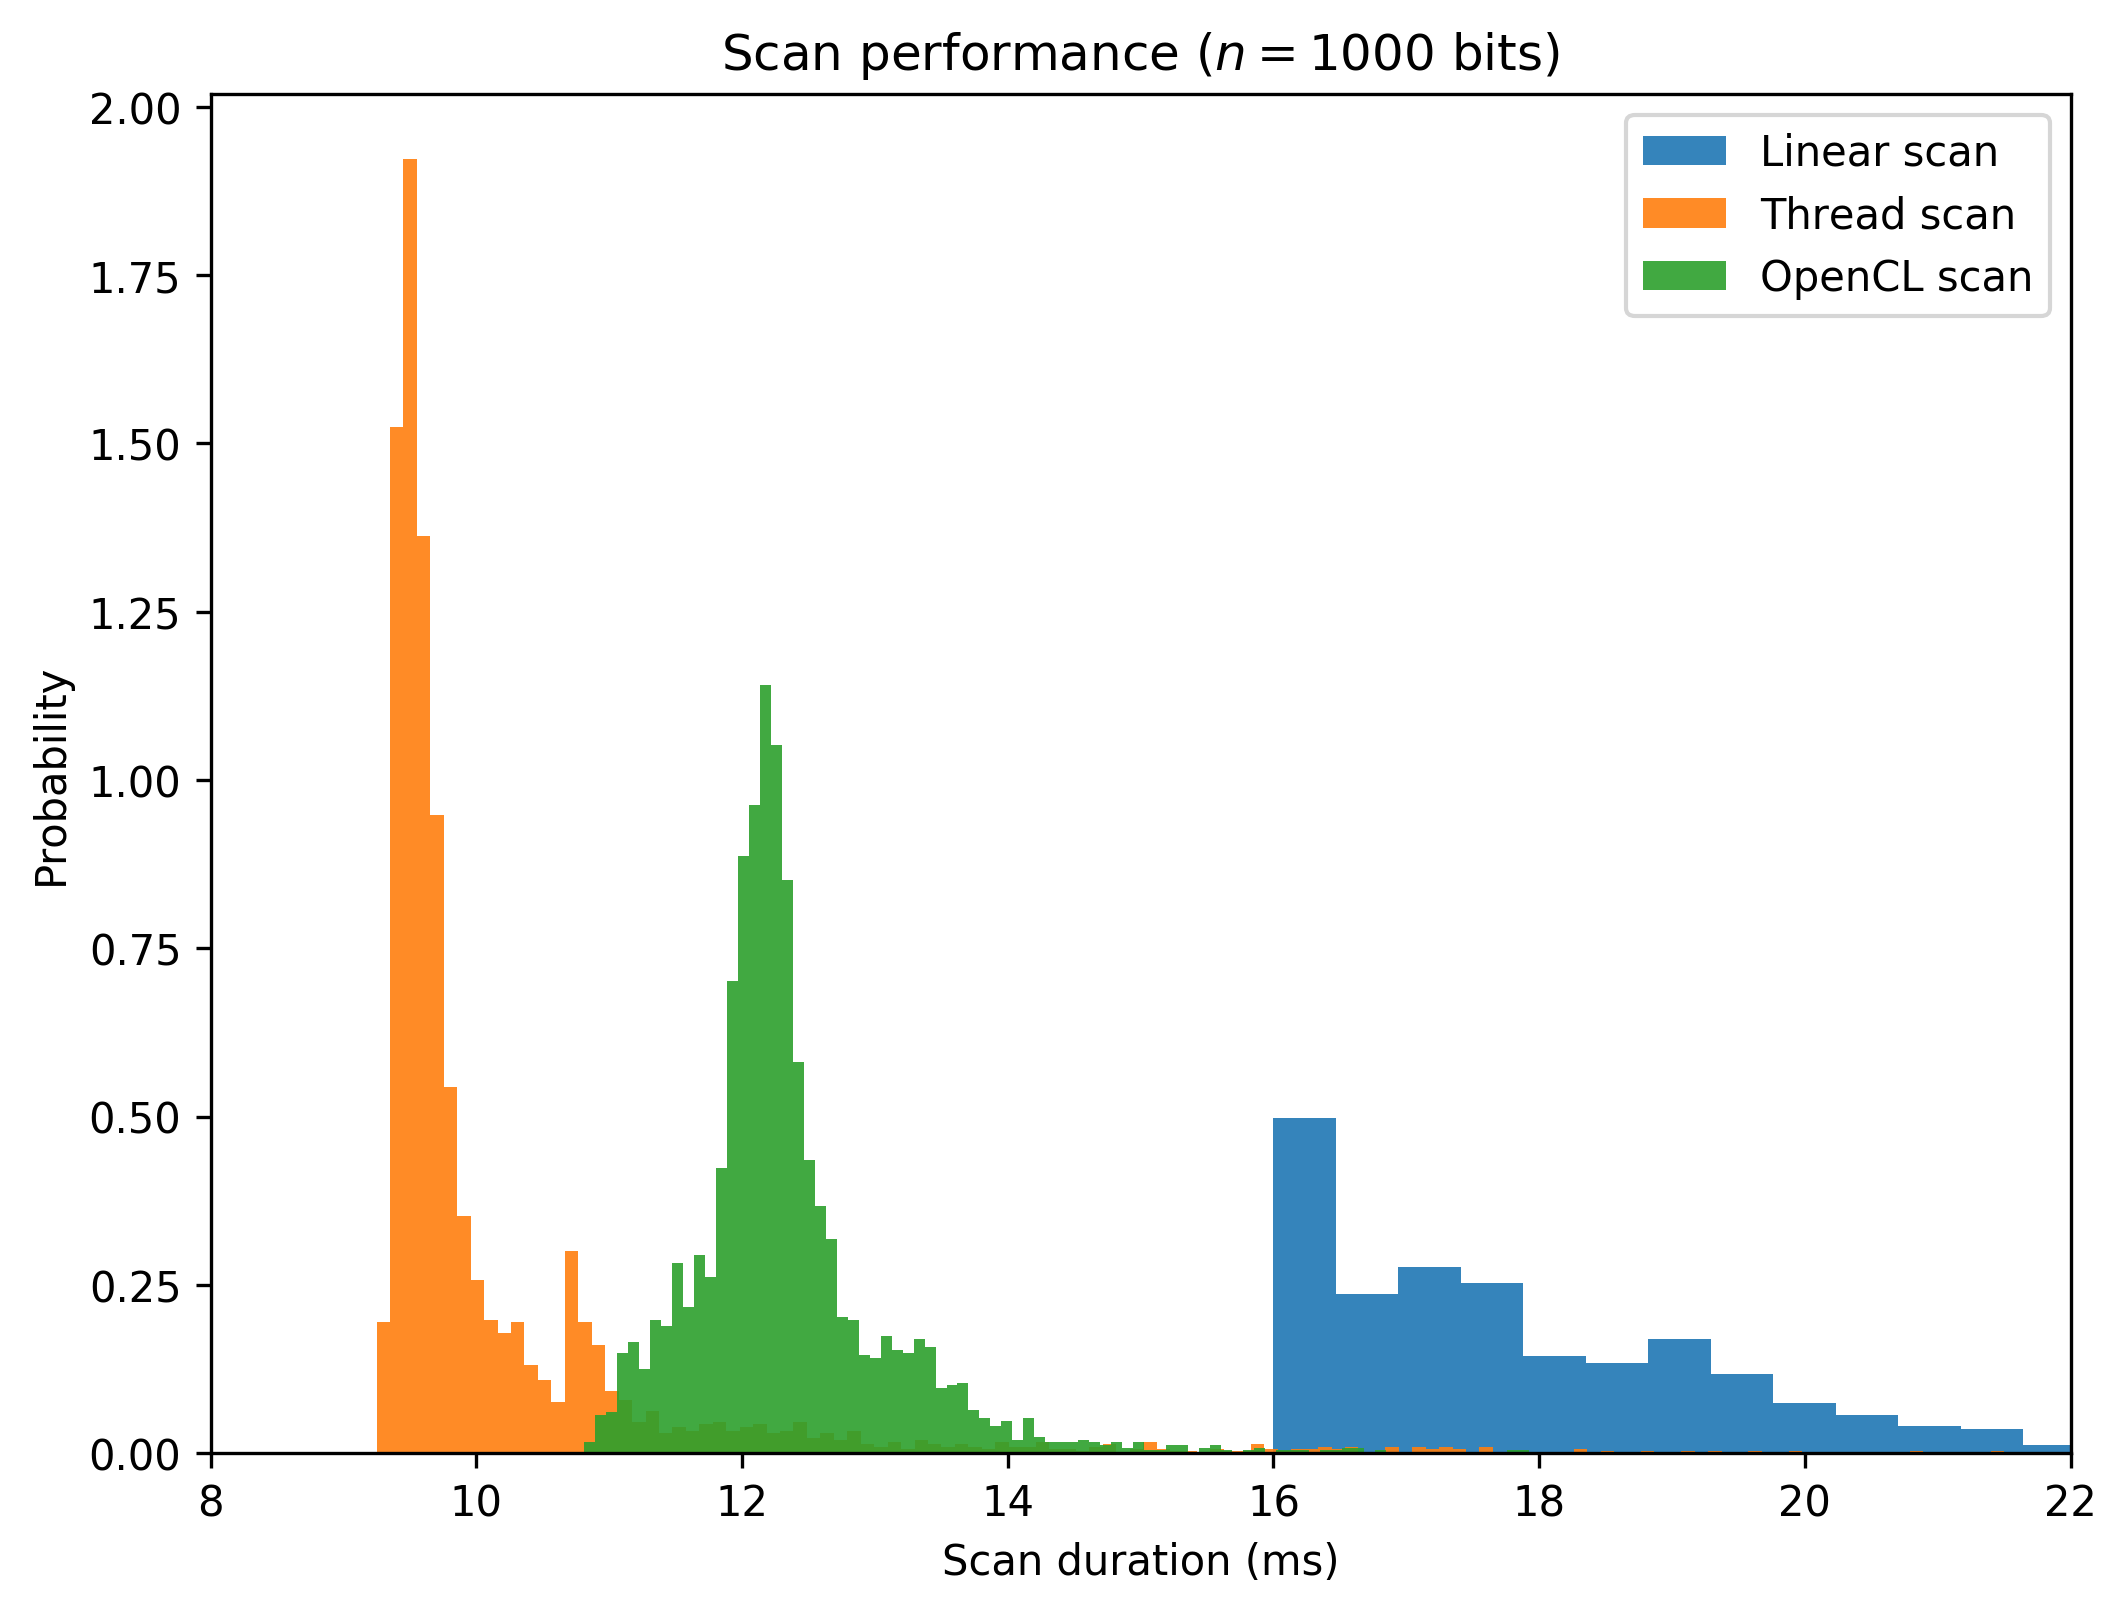 Scan performance (n = 1000 bits)
Linear scan
Thread scan
OpenCL scan
Probability
2.00
1.75
1.50
1.25
1.00
0.75
0.50
0.25
0.00
8 10 12 14 16 18 20 22
Scan duration (ms)